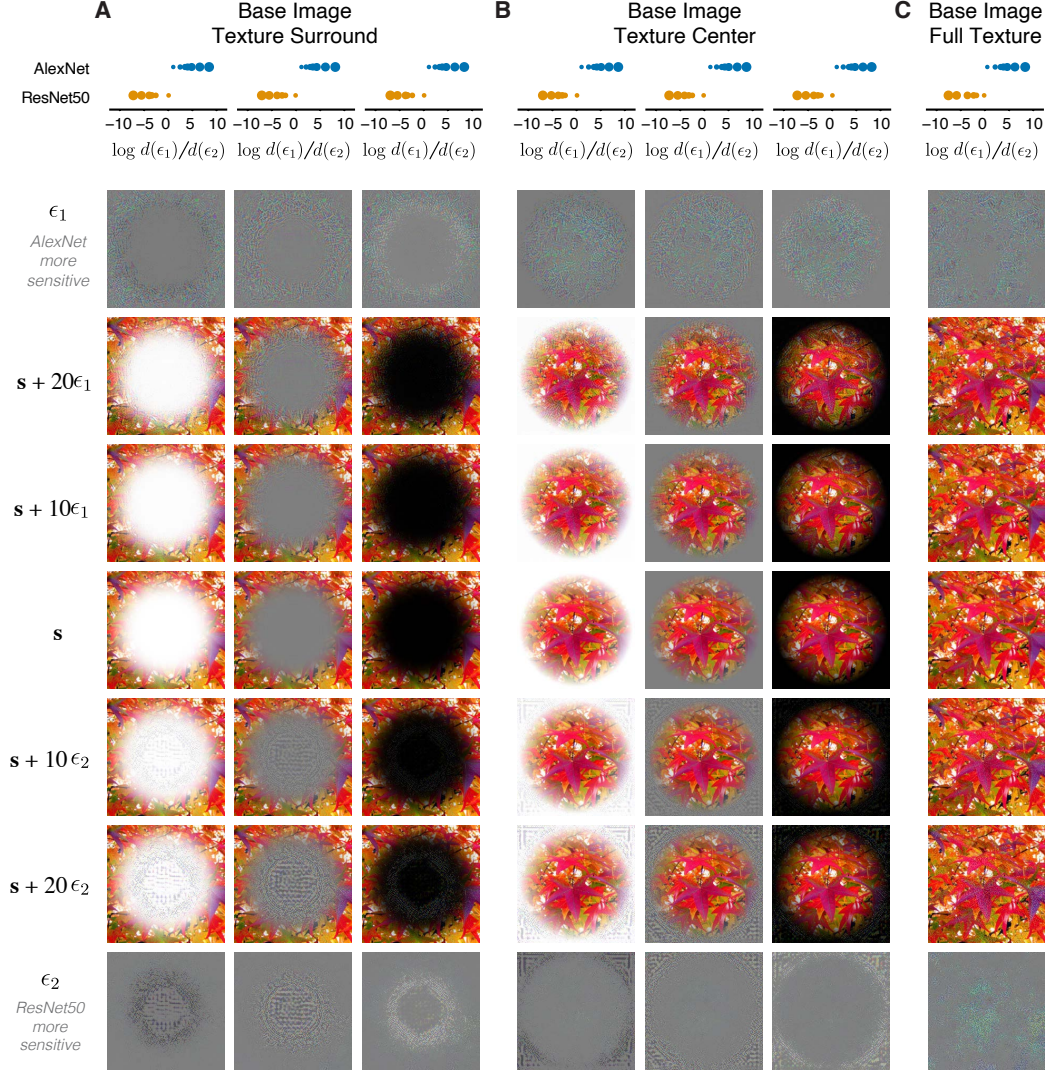 A
Base Image
Texture Surround
B
Base Image
Texture Center
C
Base Image
Full Texture
AlexNet
ResNet50
−10 −5 0 5 10 −10 −5 0 5 10 −10 −5 0 5 10 −10 −5 0 5 10 −10 −5 0 5 10 −10 −5 0 5 10 −10 −5 0 5 10
log d(ϵ₁)/d(ϵ₂) log d(ϵ₁)/d(ϵ₂) log d(ϵ₁)/d(ϵ₂) log d(ϵ₁)/d(ϵ₂) log d(ϵ₁)/d(ϵ₂) log d(ϵ₁)/d(ϵ₂) log d(ϵ₁)/d(ϵ₂)
ϵ₁
AlexNet
more
sensitive
s + 20ϵ₁
s + 10ϵ₁
s
s + 10 ϵ₂
s + 20 ϵ₂
ϵ₂
ResNet50
more
sensitive